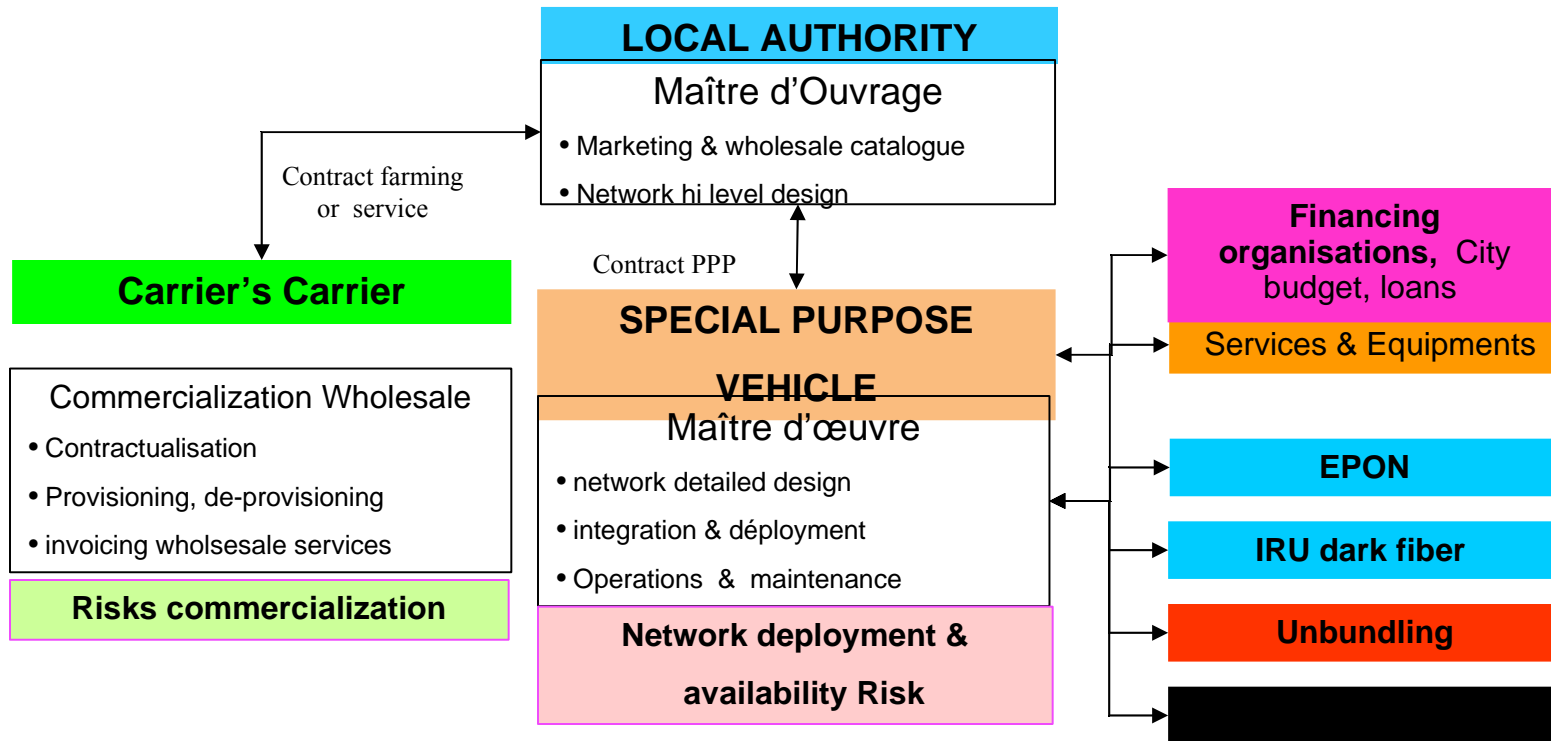 LOCAL AUTHORITY
Maître d'Ouvrage
• Marketing & wholesale catalogue
• Network hi level design
Contract farming
or service
Contract PPP
Carrier's Carrier
Commercialization Wholesale
• Contractualisation
• Provisioning, de-provisioning
• invoicing wholsesale services
Risks commercialization
SPECIAL PURPOSE
VEHICLE
Maître d'œuvre
• network detailed design
• integration & déployment
• Operations & maintenance
Network deployment &
availability Risk
Financing
organisations, City
budget, loans
Services & Equipments
EPON
IRU dark fiber
Unbundling